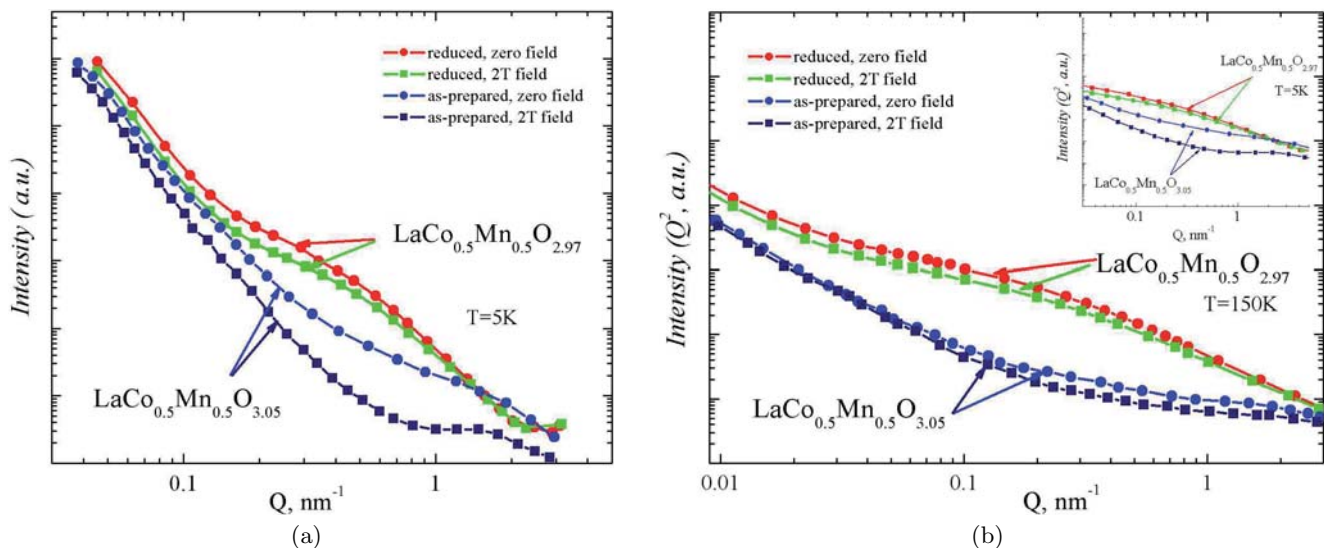 Intensity ( a.u.)
reduced, zero field
reduced, 2T field
as-prepared, zero field
as-prepared, 2T field
LaCo0.5Mn0.5O2.97
T=5K
LaCo0.5Mn0.5O3.05
0.1
1
Q, nm-1
(a)
Intensity (Q2, a.u.)
reduced, zero field
reduced, 2T field
as-prepared, zero field
as-prepared, 2T field
Intensity (Q2, a.u.)
LaCo0.5Mn0.5O2.97
T=5K
LaCo0.5Mn0.5O3.05
0.1
1
Q, nm-1
LaCo0.5Mn0.5O2.97
T=150K
LaCo0.5Mn0.5O3.05
0.01
0.1
1
Q, nm-1
(b)